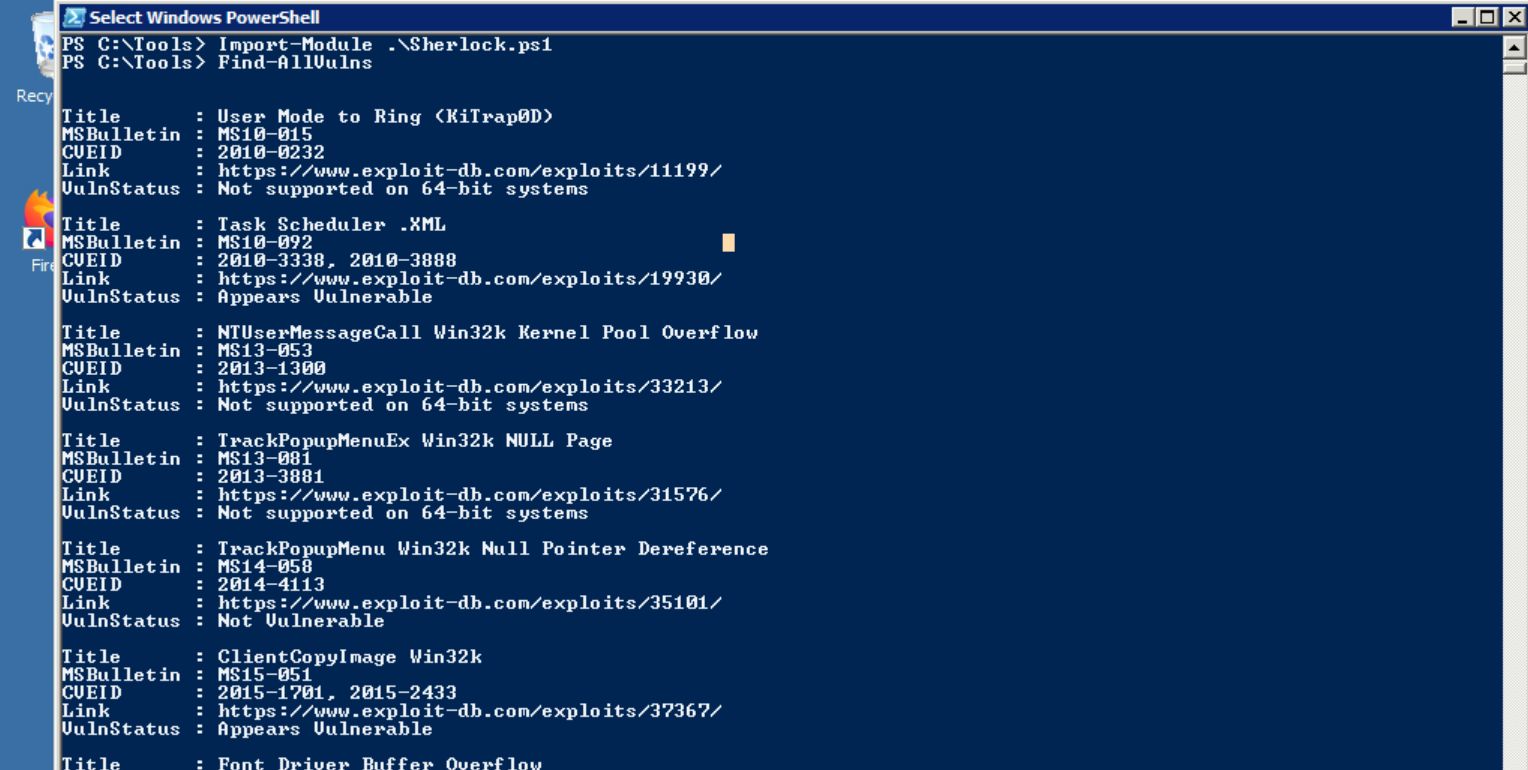 Select Windows PowerShell
PS C:\Tools> Import-Module .\Sherlock.ps1
PS C:\Tools> Find-AllVulns
Recy
Title : User Mode to Ring (KiTrap0D)
MSBulletin : MS10-015
CVEID : 2010-0232
Link : https://www.exploit-db.com/exploits/11199/
VulnStatus : Not supported on 64-bit systems
Title : Task Scheduler .XML
MSBulletin : MS10-092
Fire
CVEID : 2010-3338, 2010-3888
Link : https://www.exploit-db.com/exploits/19930/
VulnStatus : Appears Vulnerable
Title : NTUserMessageCall Win32k Kernel Pool Overflow
MSBulletin : MS13-053
CVEID : 2013-1300
Link : https://www.exploit-db.com/exploits/33213/
VulnStatus : Not supported on 64-bit systems
Title : TrackPopupMenuEx Win32k NULL Page
MSBulletin : MS13-081
CVEID : 2013-3881
Link : https://www.exploit-db.com/exploits/31576/
VulnStatus : Not supported on 64-bit systems
Title : TrackPopupMenu Win32k Null Pointer Dereference
MSBulletin : MS14-058
CVEID : 2014-4113
Link : https://www.exploit-db.com/exploits/35101/
VulnStatus : Not Vulnerable
Title : ClientCopyImage Win32k
MSBulletin : MS15-051
CVEID : 2015-1701, 2015-2433
Link : https://www.exploit-db.com/exploits/37367/
VulnStatus : Appears Vulnerable
Title : Font Driver Buffer Overflow